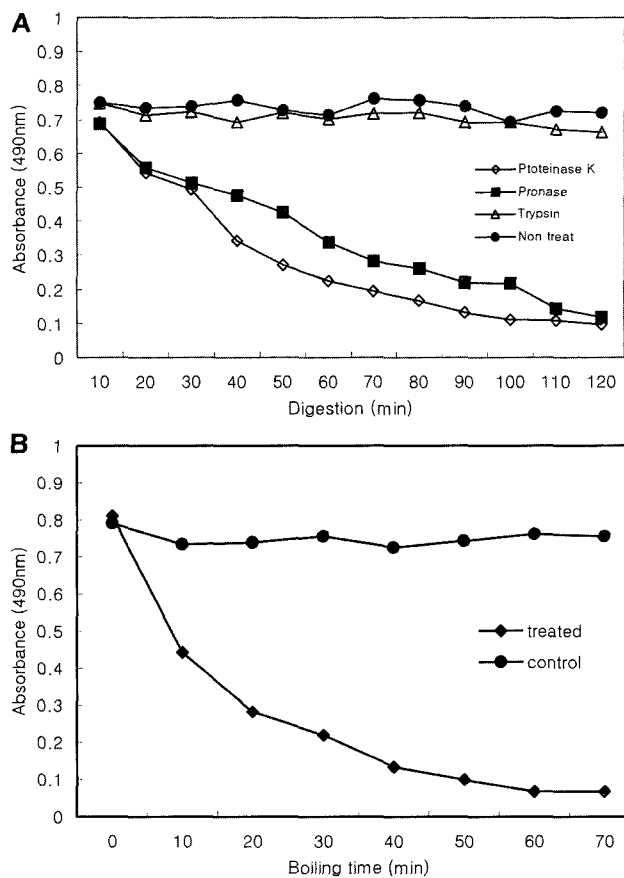 A
1
0.9
0.8
0.7
0.6
0.5
0.4
0.3
0.2
0.1
0
Absorbance (490nm)
Ptoteinase K
Pronase
Trypsin
Non treat
10 20 30 40 50 60 70 80 90 100 110 120
Digestion (min)
B
1
0.9
0.8
0.7
0.6
0.5
0.4
0.3
0.2
0.1
0
Absorbance (490nm)
treated
control
0 10 20 30 40 50 60 70
Boiling time (min)